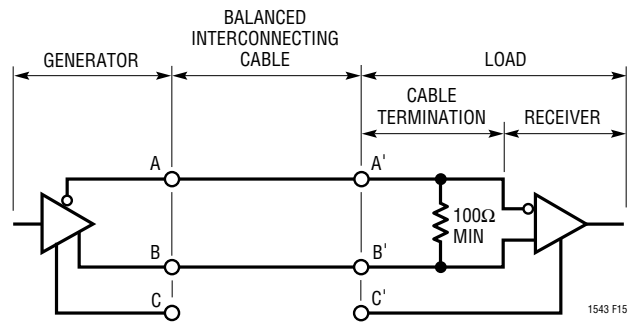 BALANCED
INTERCONNECTING
CABLE
GENERATOR
LOAD
CABLE
TERMINATION
RECEIVER
A
A'
100Ω
MIN
B
B'
C
C'
1543 F15